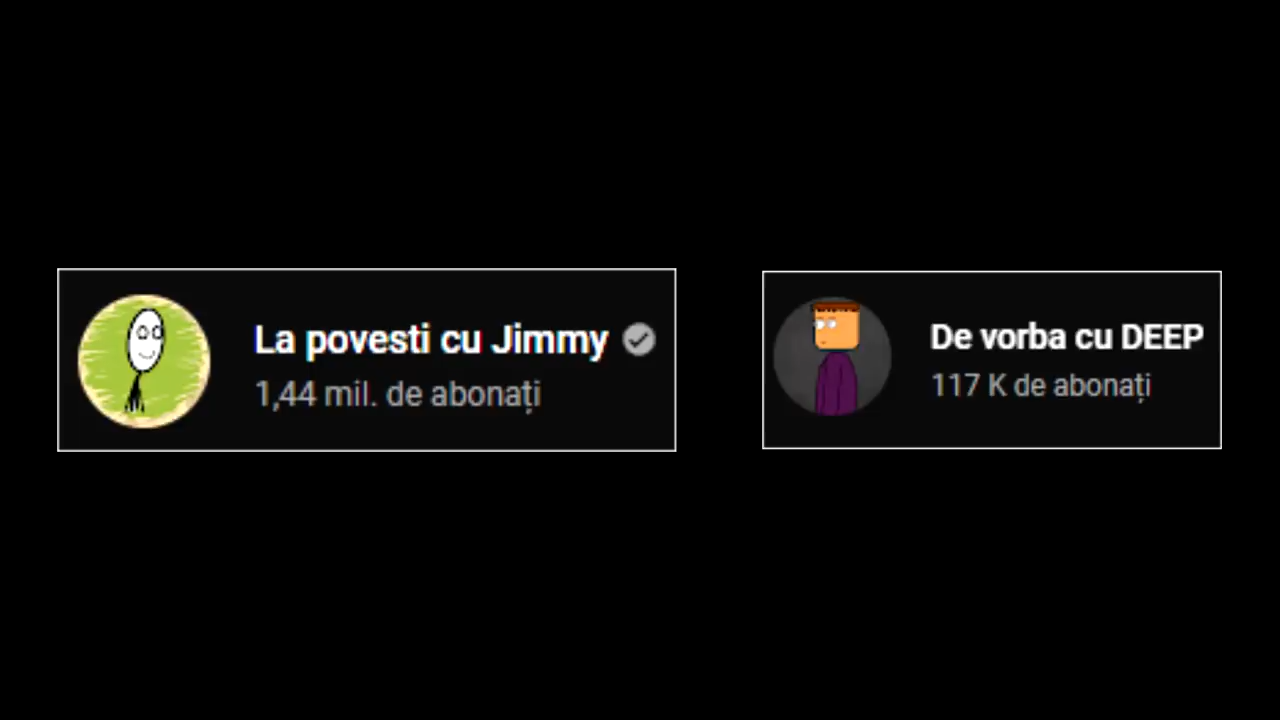 La povesti cu Jimmy
1,44 mil. de abonați
De vorba cu DEEP
117 K de abonați